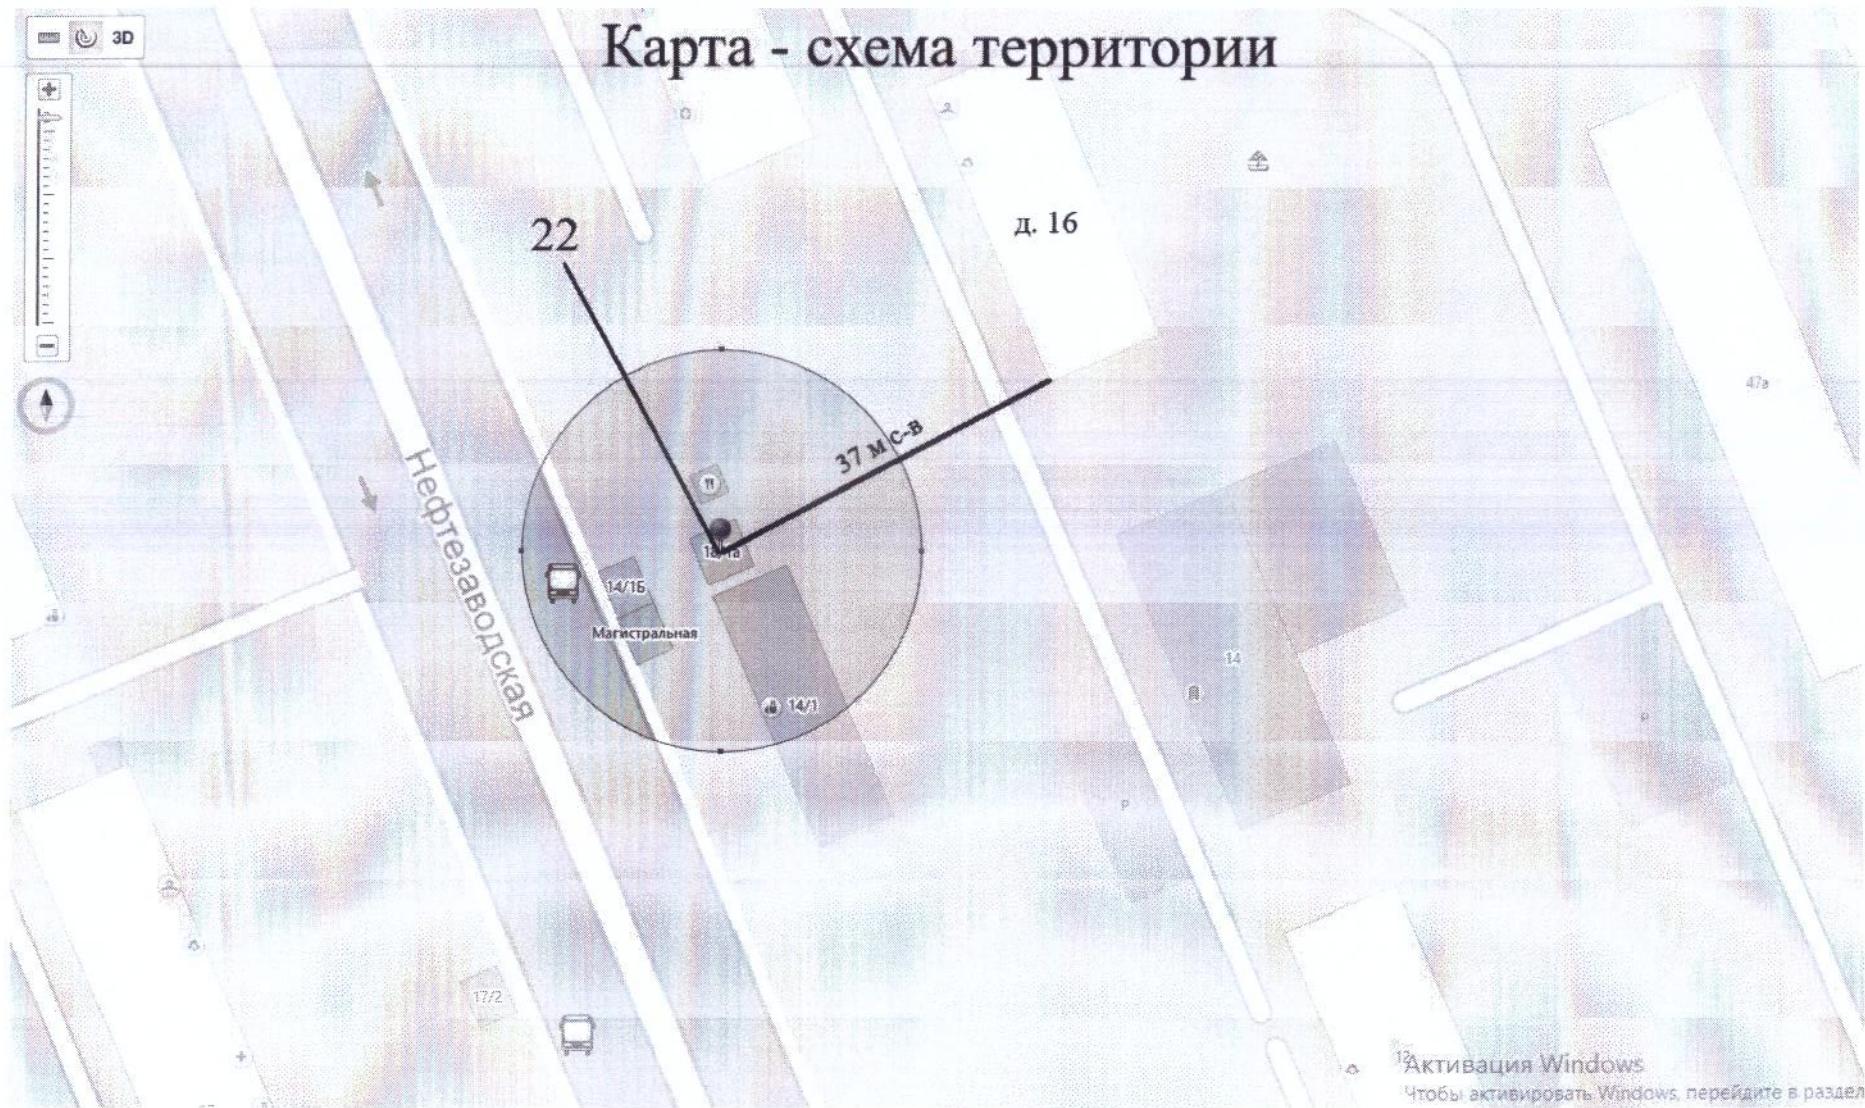 3D
Карта - схема территории
д. 16
22
47а
37 м с-в
Нефтезаводская
14/1Б
Магистральная
14
14/1
P
P
17/2
12
Активация Windows
Чтобы активировать Windows, перейдите в раздел